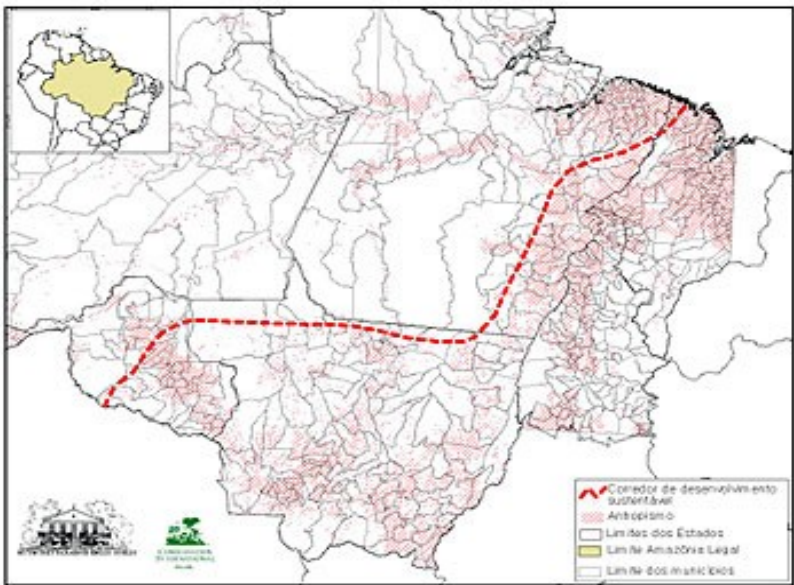 Corredor de desenvolvimento
sustentável
Antropismo
Limites dos Estados
Limite Amazônia Legal
Limite dos municípios